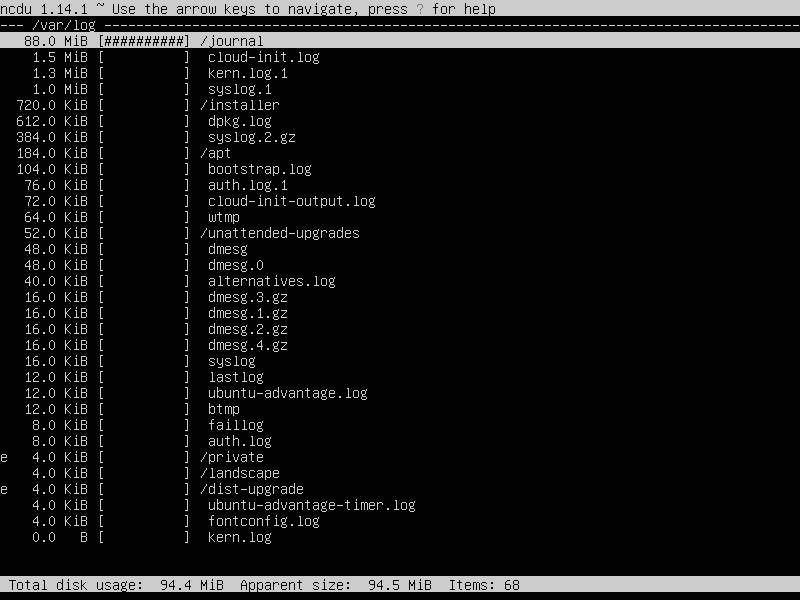 ncdu 1.14.1 ~ Use the arrow keys to navigate, press ? for help
--- /var/log ----------------------------------------------------------------------------------------
   88.0 MiB [##########] /journal
    1.5 MiB [          ]  cloud-init.log
    1.3 MiB [          ]  kern.log.1
    1.0 MiB [          ]  syslog.1
  720.0 KiB [          ] /installer
  612.0 KiB [          ]  dpkg.log
  384.0 KiB [          ]  syslog.2.gz
  184.0 KiB [          ] /apt
  104.0 KiB [          ]  bootstrap.log
   76.0 KiB [          ]  auth.log.1
   72.0 KiB [          ]  cloud-init-output.log
   64.0 KiB [          ]  wtmp
   52.0 KiB [          ] /unattended-upgrades
   48.0 KiB [          ]  dmesg
   48.0 KiB [          ]  dmesg.0
   40.0 KiB [          ]  alternatives.log
   16.0 KiB [          ]  dmesg.3.gz
   16.0 KiB [          ]  dmesg.1.gz
   16.0 KiB [          ]  dmesg.2.gz
   16.0 KiB [          ]  dmesg.4.gz
   16.0 KiB [          ]  syslog
   12.0 KiB [          ]  lastlog
   12.0 KiB [          ]  ubuntu-advantage.log
   12.0 KiB [          ]  btmp
    8.0 KiB [          ]  faillog
    8.0 KiB [          ]  auth.log
e   4.0 KiB [          ] /private
    4.0 KiB [          ] /landscape
e   4.0 KiB [          ] /dist-upgrade
    4.0 KiB [          ]  ubuntu-advantage-timer.log
    4.0 KiB [          ]  fontconfig.log
    0.0   B [          ]  kern.log
 Total disk usage:  94.4 MiB  Apparent size:  94.5 MiB  Items: 68